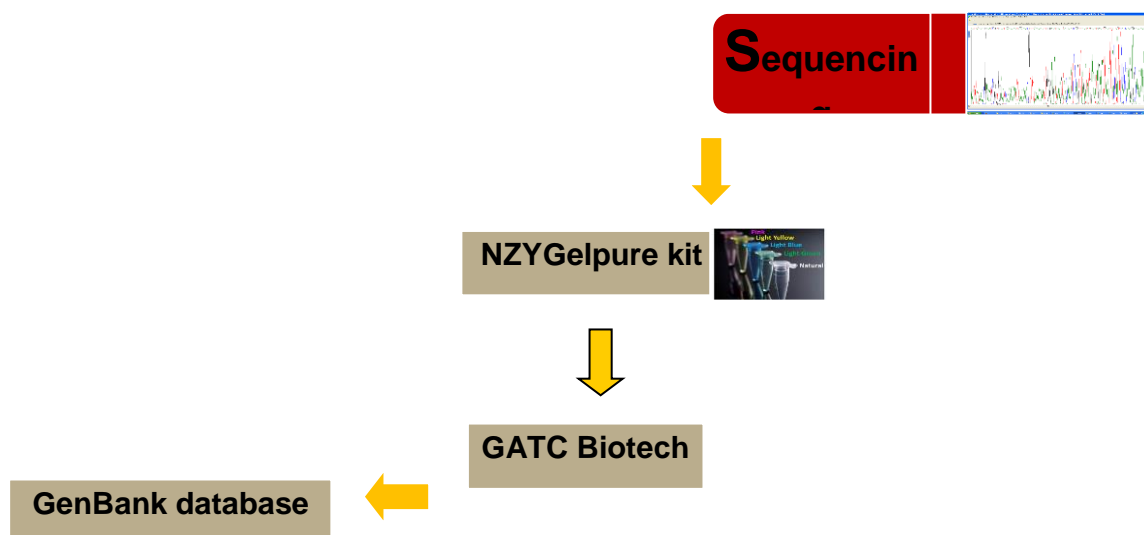 Sequencin
Pink
Light Yellow
Light Blue
Light Green
NZYGelpure kit
Natural
GATC Biotech
GenBank database